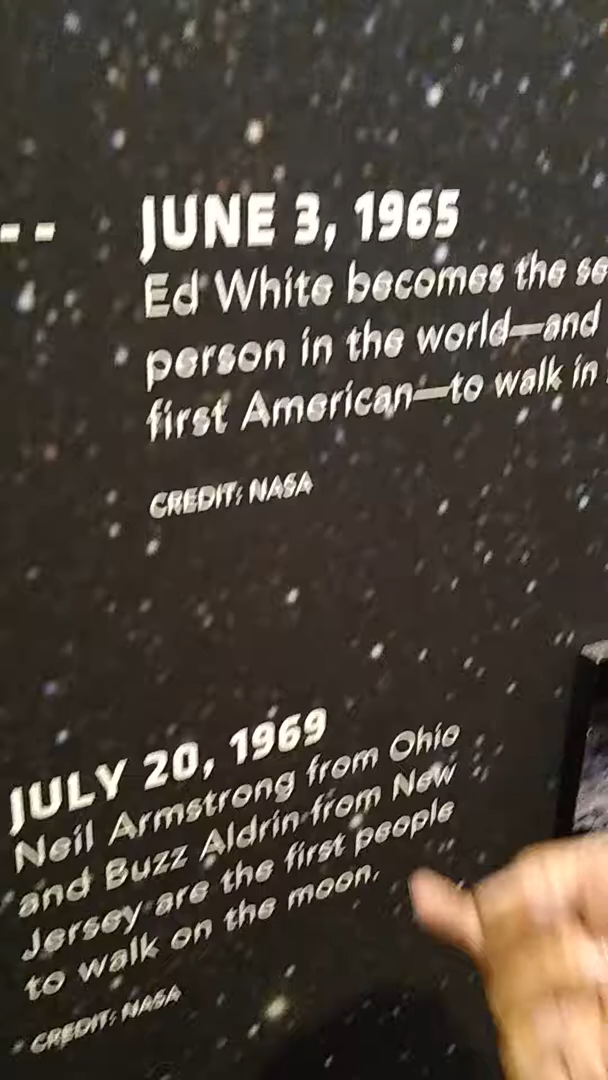 JUNE 3, 1965
Ed White becomes the se
person in the world—and
first American—to walk in
CREDIT: NASA
JULY 20, 1969
Neil Armstrong from Ohio
and Buzz Aldrin from New
Jersey are the first people
to walk on the moon.
CREDIT: NASA